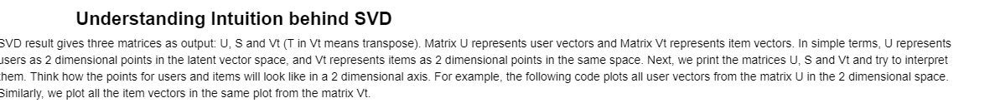 Understanding Intuition behind SVD
SVD result gives three matrices as output: U, S and Vt (T in Vt means transpose). Matrix U represents user vectors and Matrix Vt represents item vectors. In simple terms, U represents
users as 2 dimensional points in the latent vector space, and Vt represents items as 2 dimensional points in the same space. Next, we print the matrices U, S and Vt and try to interpret
them. Think how the points for users and items will look like in a 2 dimensional axis. For example, the following code plots all user vectors from the matrix U in the 2 dimensional space.
Similarly, we plot all the item vectors in the same plot from the matrix Vt.